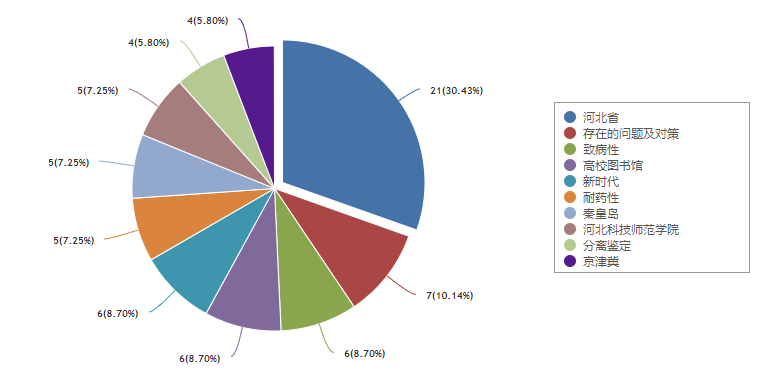 4(5.80%)
4(5.80%)
5(7.25%)
21(30.43%)
5(7.25%)
5(7.25%)
7(10.14%)
6(8.70%)
6(8.70%)
6(8.70%)
河北省
存在的问题及对策
致病性
高校图书馆
新时代
耐药性
秦皇岛
河北科技师范学院
分离鉴定
京津冀